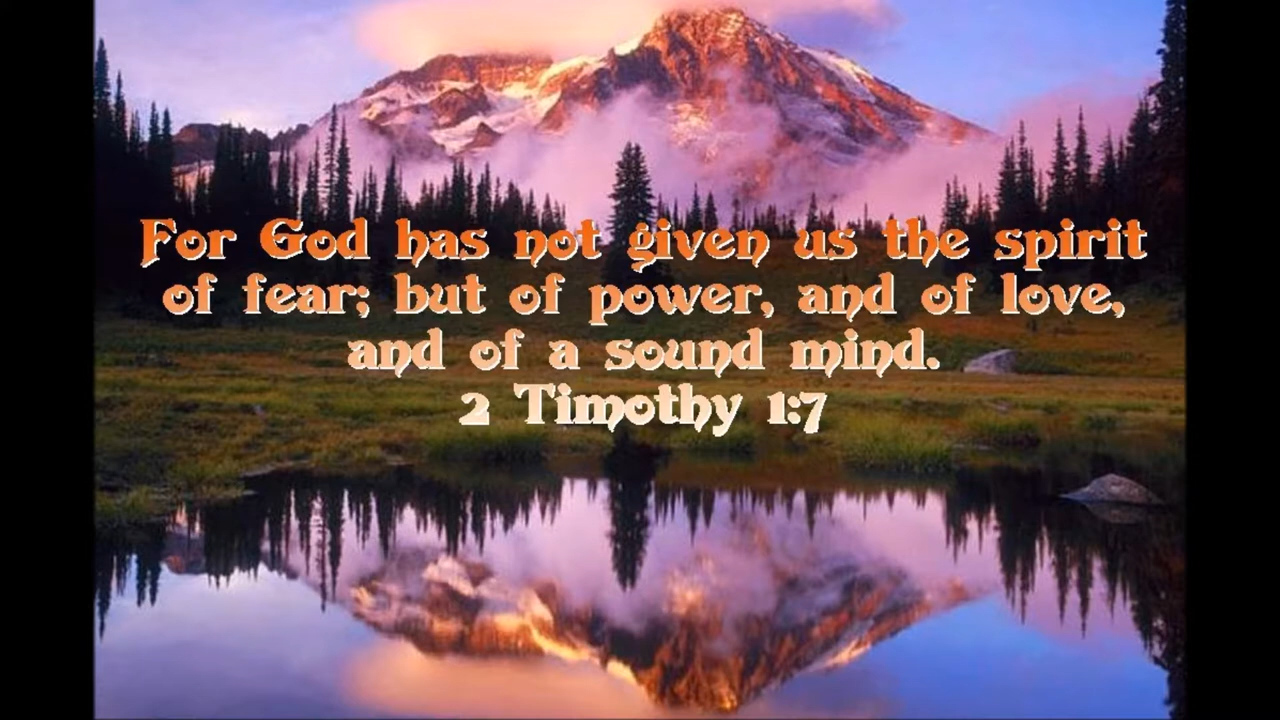 For God has not given us the spirit
of fear; but of power, and of love,
and of a sound mind.
2 Timothy 1:7